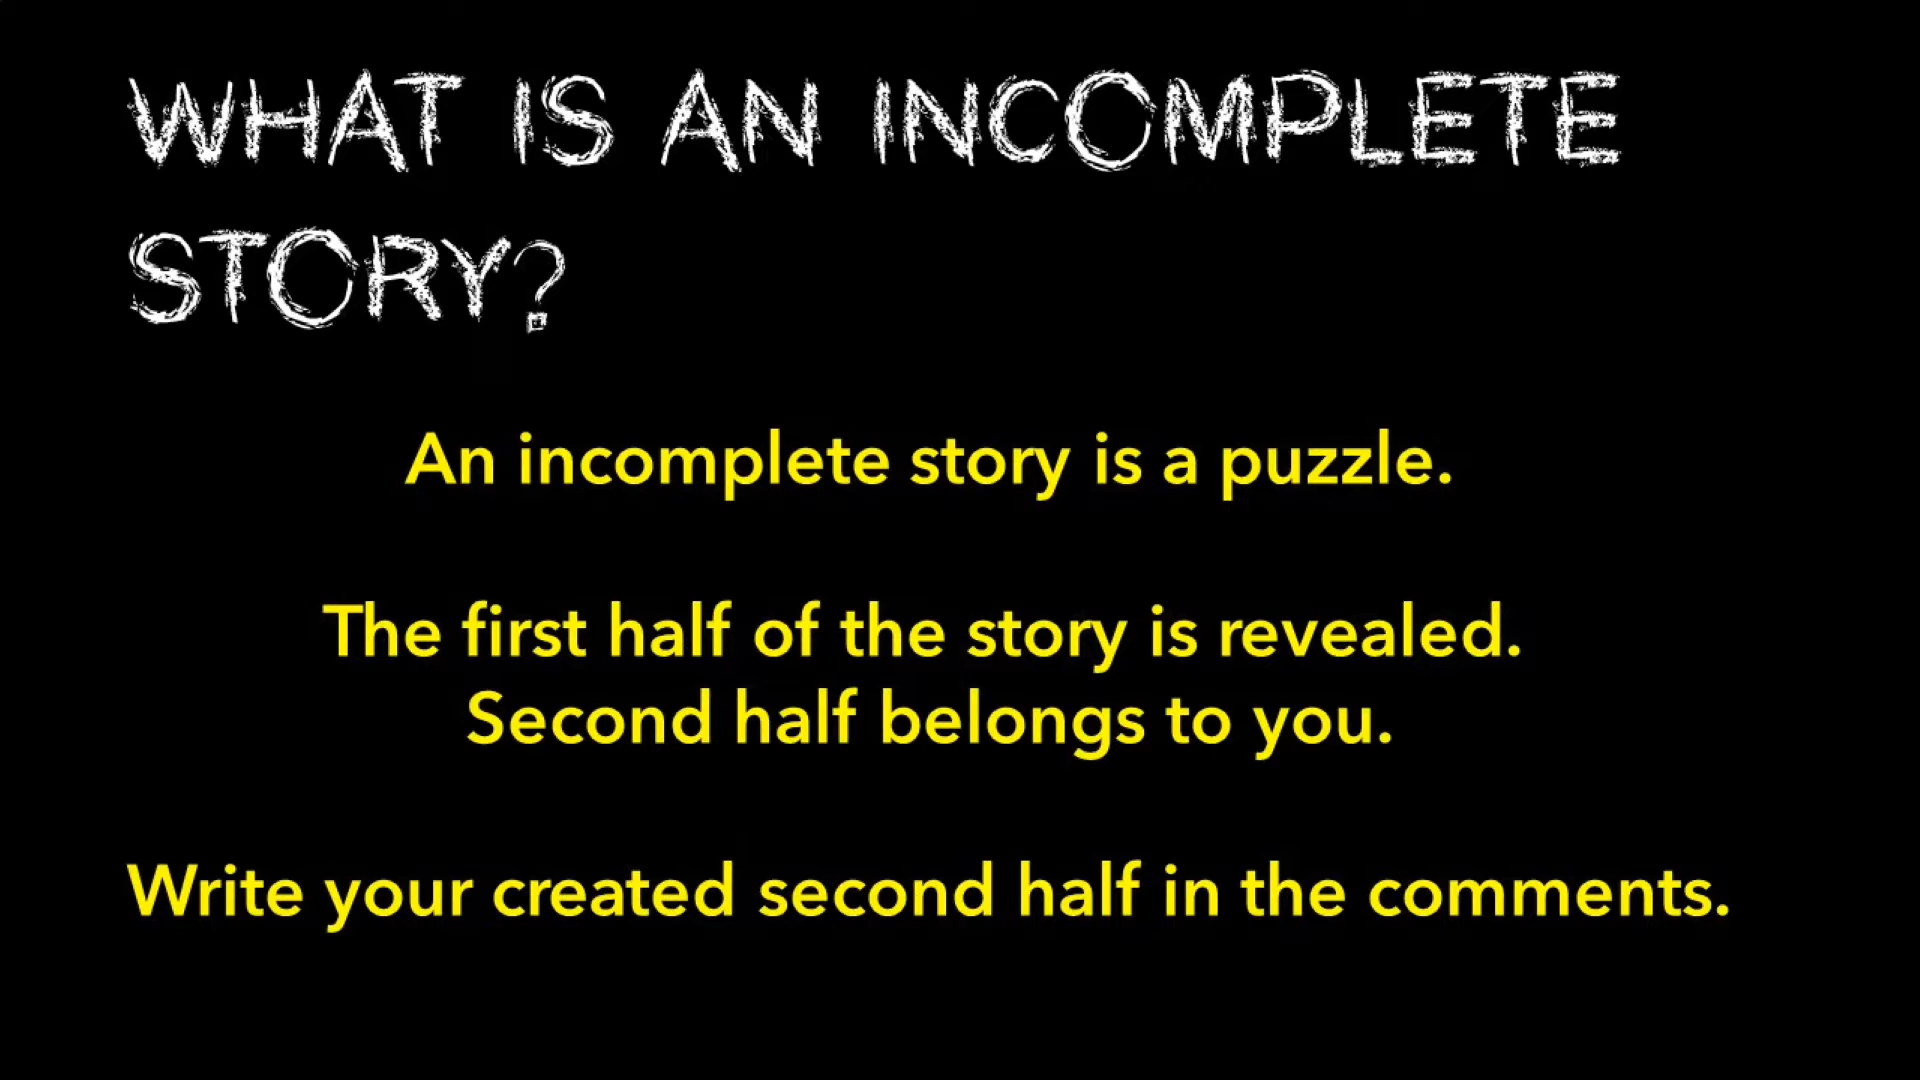 WHAT IS AN INCOMPLETE
STORY?
An incomplete story is a puzzle.
The first half of the story is revealed.
Second half belongs to you.
Write your created second half in the comments.